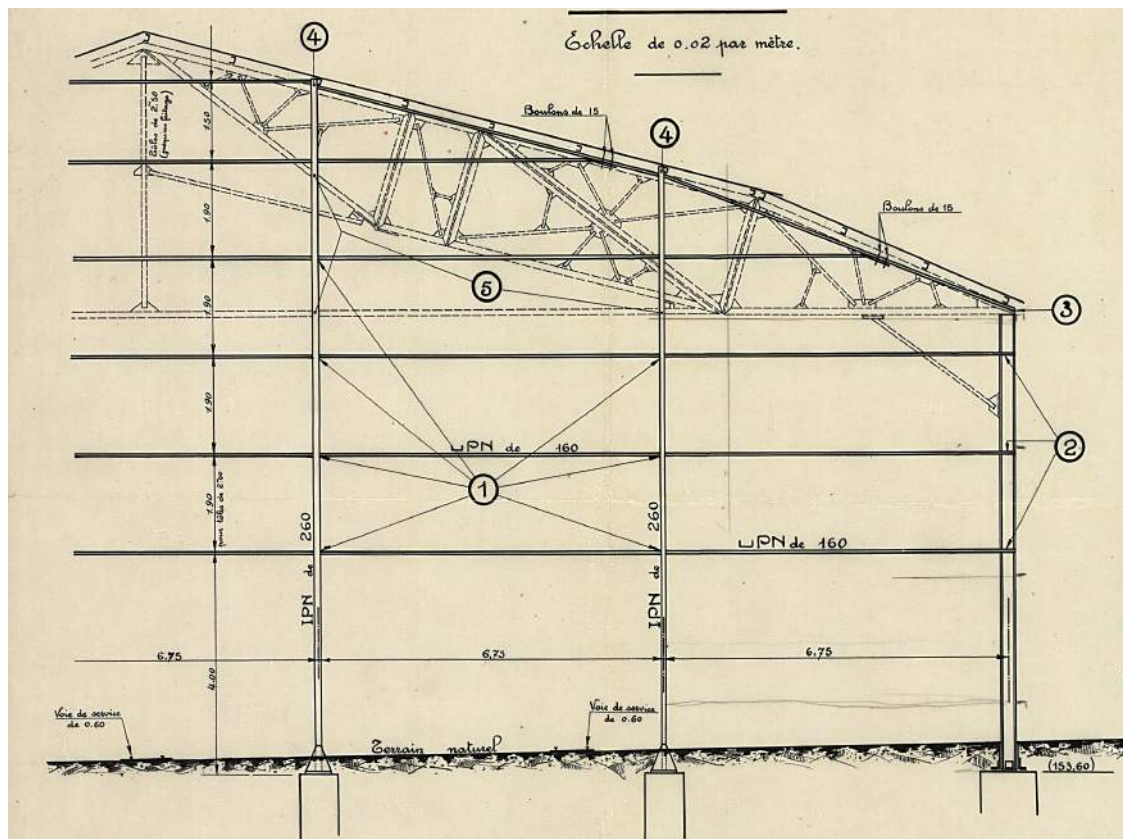 Echelle de 0.02 par mètre.
4
Boulons de 15
4
Boulons de 15
1.50
1.90
5
3
1.90
1.90
UPN de 160
2
1
1.90
IPN de 260
IPN de 260
UPN de 160
6.75
6,75
6.75
4.00
Voie de service
de 0.60
Voie de service
de 0.60
Terrain naturel
(153,60)